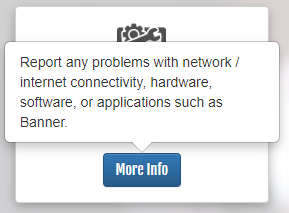 Report any problems with network /
internet connectivity, hardware,
software, or applications such as
Banner.
More Info